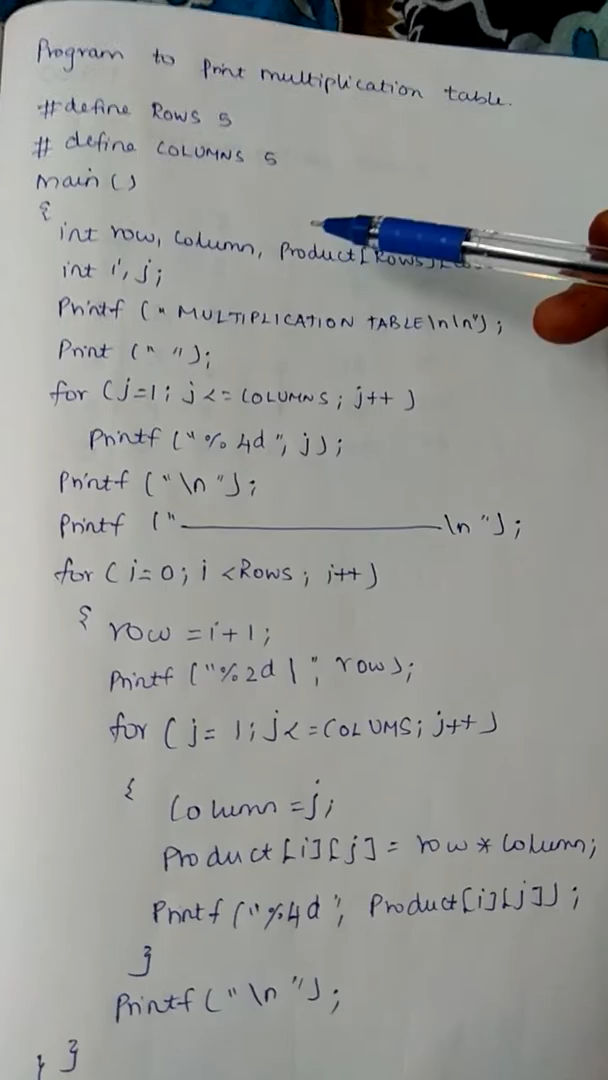 Program to Print multiplication table.
#define ROWS 5
# define COLUMNS 5
main ()
{
int row, column, Product[ROWS][
int i, j;
Printf (" MULTIPLICATION TABLE\n\n");
Print (" ");
for (j=1; j<= COLUMNS; j++)
Printf ("%4d", j);
Printf ("\n");
Printf ("——————————\n");
for (i=0; i<ROWS; i++)
{ row = i+1;
Printf ("%2d |", row);
for (j= 1; j<=COLUMS; j++)
{ Column =j;
Product [i][j] = row * Column;
Printf ("%4d", Product[i][j]);
}
Printf ("\n");
} }